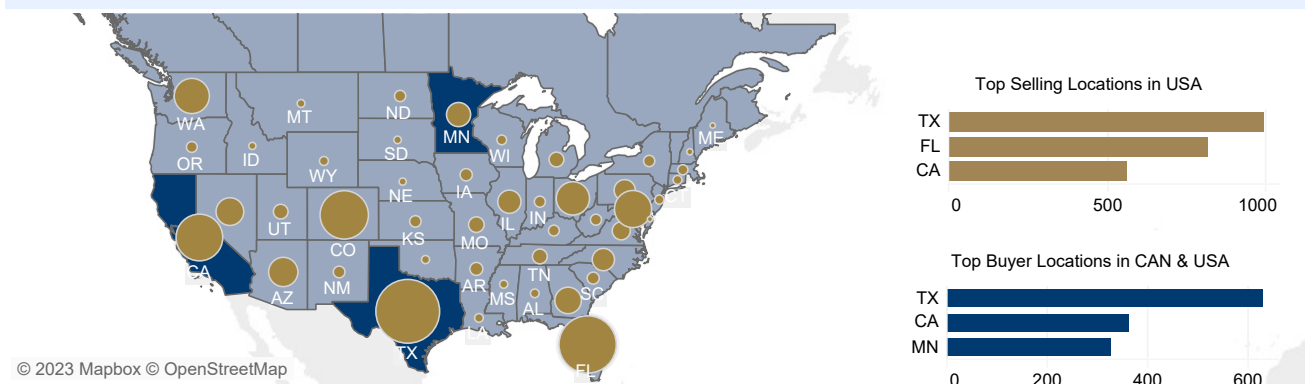 WA
MT
ND
MN
ME
OR
ID
SD
WI
WY
IA
NE
CT
UT
CO
KS
MO
IL
IN
CA
AZ
NM
AR
TN
SC
MS
AL
LA
TX
FL
© 2023 Mapbox © OpenStreetMap
Top Selling Locations in USA
TX
FL
CA
0 500 1000
Top Buyer Locations in CAN & USA
TX
CA
MN
0 200 400 600